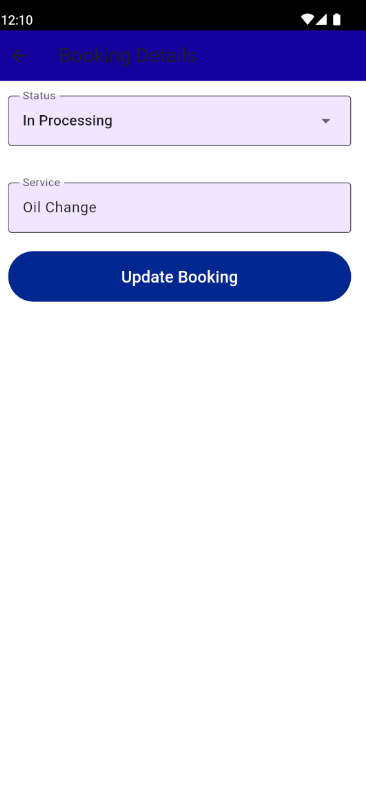 12:10
Booking Details
Status
In Processing
Service
Oil Change
Update Booking